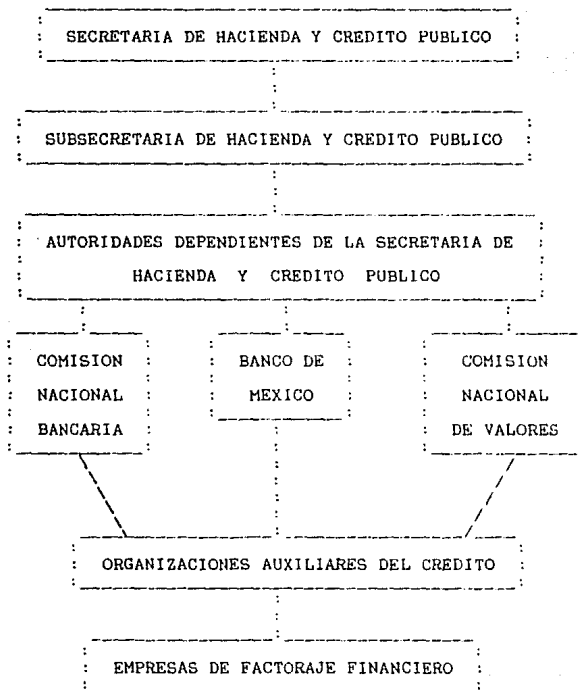 SECRETARIA DE HACIENDA Y CREDITO PUBLICO
SUBSECRETARIA DE HACIENDA Y CREDITO PUBLICO
AUTORIDADES DEPENDIENTES DE LA SECRETARIA DE
HACIENDA Y CREDITO PUBLICO
COMISION
NACIONAL
BANCARIA
BANCO DE
MEXICO
COMISION
NACIONAL
DE VALORES
ORGANIZACIONES AUXILIARES DEL CREDITO
EMPRESAS DE FACTORAJE FINANCIERO